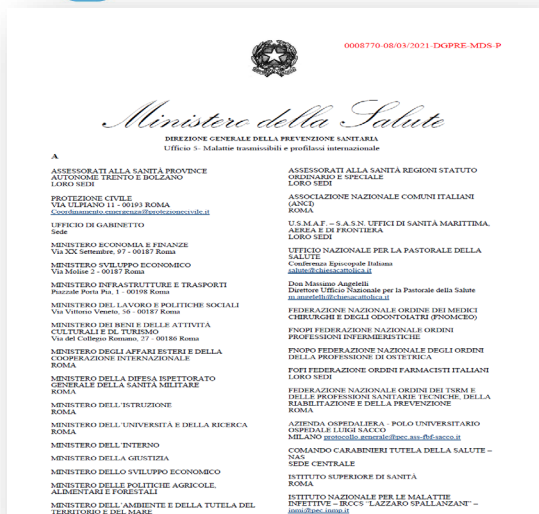 0008770-08/03/2021-DGPRE-MDS-P
Ministero della Salute
DIREZIONE GENERALE DELLA PREVENZIONE SANITARIA
Ufficio 5- Malattie trasmissibili e profilassi internazionale
A
ASSESSORATI ALLA SANITÀ PROVINCE
AUTONOME TRENTO E BOLZANO
LORO SEDI
PROTEZIONE CIVILE
VIA ULPIANO 11 - 00193 ROMA
Coordinamento.emergenza@protezionecivile.it
UFFICIO DI GABINETTO
Sede
MINISTERO ECONOMIA E FINANZE
Via XX Settembre, 97 - 00187 Roma
MINISTERO SVILUPPO ECONOMICO
Via Molise 2 - 00187 Roma
MINISTERO INFRASTRUTTURE E TRASPORTI
Piazzale Porta Pia, 1 - 00198 Roma
MINISTERO DEL LAVORO E POLITICHE SOCIALI
Via Vittorio Veneto, 56 - 00187 Roma
MINISTERO DEI BENI E DELLE ATTIVITÀ
CULTURALI E DL TURISMO
Via del Collegio Romano, 27 - 00186 Roma
MINISTERO DEGLI AFFARI ESTERI E DELLA
COOPERAZIONE INTERNAZIONALE
ROMA
MINISTERO DELLA DIFESA ISPETTORATO
GENERALE DELLA SANITÀ MILITARE
ROMA
MINISTERO DELL'ISTRUZIONE
ROMA
MINISTERO DELL'UNIVERSITÀ E DELLA RICERCA
ROMA
MINISTERO DELL'INTERNO
MINISTERO DELLA GIUSTIZIA
MINISTERO DELLO SVILUPPO ECONOMICO
MINISTERO DELLE POLITICHE AGRICOLE,
ALIMENTARI E FORESTALI
MINISTERO DELL'AMBIENTE E DELLA TUTELA DEL
TERRITORIO E DEL MARE
ASSESSORATI ALLA SANITÀ REGIONI STATUTO
ORDINARIO E SPECIALE
LORO SEDI
ASSOCIAZIONE NAZIONALE COMUNI ITALIANI
(ANCI)
ROMA
U.S.M.A.F. – S.A.S.N. UFFICI DI SANITÀ MARITTIMA,
AEREA E DI FRONTIERA
LORO SEDI
UFFICIO NAZIONALE PER LA PASTORALE DELLA
SALUTE
Conferenza Episcopale Italiana
salute@chiesacattolica.it
Don Massimo Angelelli
Direttore Ufficio Nazionale per la Pastorale della Salute
m.angelelli@chiesacattolica.it
FEDERAZIONE NAZIONALE ORDINE DEI MEDICI
CHIRURGHI E DEGLI ODONTOIATRI (FNOMCEO)
FNOPI FEDERAZIONE NAZIONALE ORDINI
PROFESSIONI INFERMIERISTICHE
FNOPO FEDERAZIONE NAZIONALE DEGLI ORDINI
DELLA PROFESSIONE DI OSTETRICA
FOFI FEDERAZIONE ORDINI FARMACISTI ITALIANI
LORO SEDI
FEDERAZIONE NAZIONALE ORDINI DEI TSRM E
DELLE PROFESSIONI SANITARIE TECNICHE, DELLA
RIABILITAZIONE E DELLA PREVENZIONE
ROMA
AZIENDA OSPEDALIERA - POLO UNIVERSITARIO
OSPEDALE LUIGI SACCO
MILANO protocollo.generale@pec.ass-fbf-sacco.it
COMANDO CARABINIERI TUTELA DELLA SALUTE –
NAS
SEDE CENTRALE
ISTITUTO SUPERIORE DI SANITÀ
ROMA
ISTITUTO NAZIONALE PER LE MALATTIE
INFETTIVE – IRCCS "LAZZARO SPALLANZANI" –
inmi@pec.inmp.it